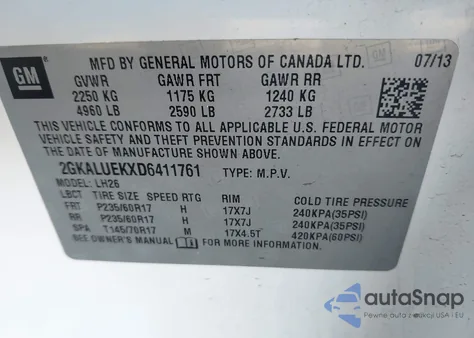 GM
MFD BY GENERAL MOTORS OF CANADA LTD. 07/13
GVWR GAWR FRT GAWR RR
2250 KG 1175 KG 1240 KG
4960 LB 2590 LB 2733 LB
THIS VEHICLE CONFORMS TO ALL APPLICABLE U.S. FEDERAL MOTOR
VEHICLE SAFETY AND THEFT PREVENTION STANDARDS IN EFFECT
ON THE DATE OF MANUFACTURE SHOWN ABOVE.
2GKALUEKXD6411761 TYPE: M.P.V.
MODEL: LH26
LBCT TIRE SIZE SPEED RTG RIM COLD TIRE PRESSURE
FRT P235/60R17 H 17X7J 240KPA(35PSI)
RR P235/60R17 H 17X7J 240KPA(35PSI)
SPA T145/70R17 M 17X4.5T 420KPA(60PSI)
SEE OWNER'S MANUAL FOR MORE INFORMATION
autoSnap
Pewne auto z USA i EU